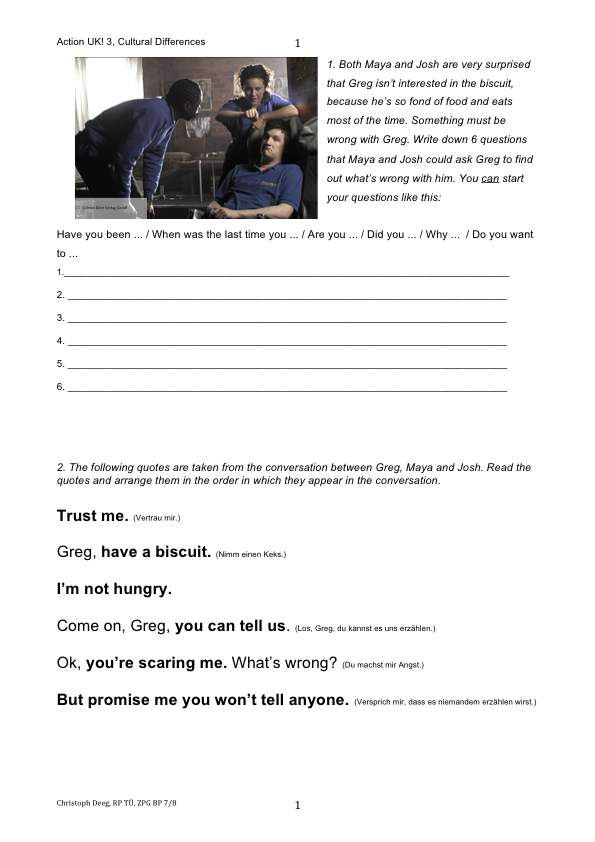 Action UK! 3, Cultural Differences
1
1. Both Maya and Josh are very surprised
that Greg isn't interested in the biscuit,
because he's so fond of food and eats
most of the time. Something must be
wrong with Greg. Write down 6 questions
that Maya and Josh could ask Greg to find
out what's wrong with him. You can start
your questions like this:
Have you been ... / When was the last time you ... / Are you ... / Did you ... / Why ... / Do you want
to ...
1.
2.
3.
4.
5.
6.
2. The following quotes are taken from the conversation between Greg, Maya and Josh. Read the
quotes and arrange them in the order in which they appear in the conversation.
Trust me. (Vertrau mir.)
Greg, have a biscuit. (Nimm einen Keks.)
I'm not hungry.
Come on, Greg, you can tell us. (Los, Greg, du kannst es uns erzählen.)
Ok, you're scaring me. What's wrong? (Du machst mir Angst.)
But promise me you won't tell anyone. (Versprich mir, dass es niemandem erzählen wirst.)
Christoph Deeg, RP TÜ, ZPG BP 7/8
1